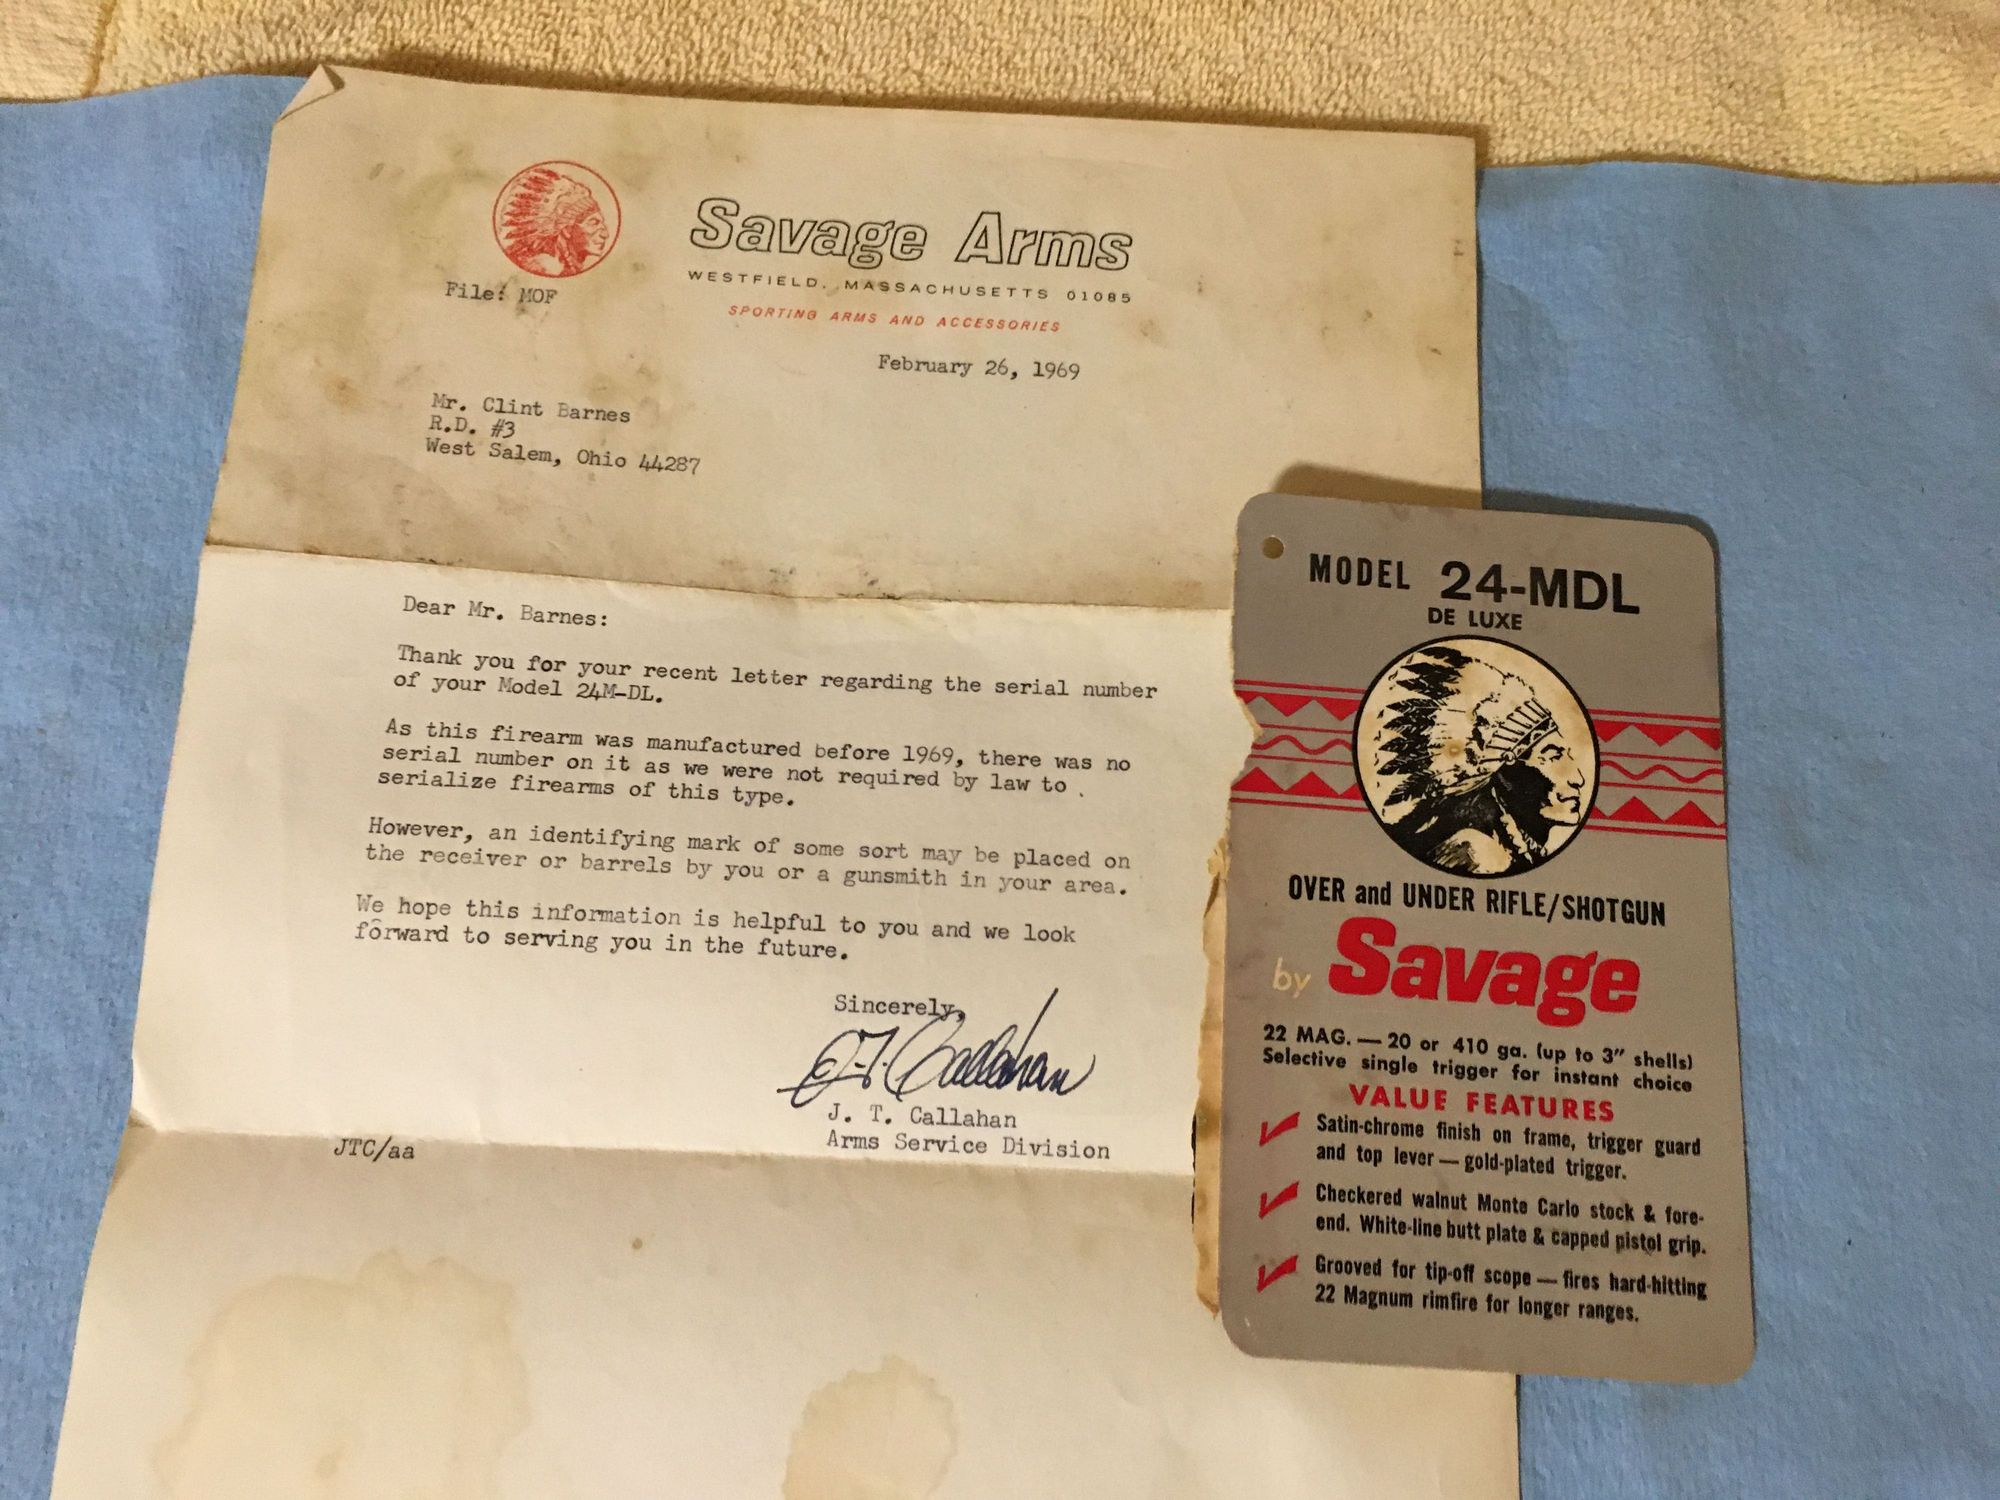 Savage Arms
WESTFIELD, MASSACHUSETTS 01085
SPORTING ARMS AND ACCESSORIES
File: MOF
February 26, 1969
Mr. Clint Barnes
R.D. #3
West Salem, Ohio 44287
Dear Mr. Barnes:
Thank you for your recent letter regarding the serial number
of your Model 24M-DL.
As this firearm was manufactured before 1969, there was no
serial number on it as we were not required by law to
serialize firearms of this type.
However, an identifying mark of some sort may be placed on
the receiver or barrels by you or a gunsmith in your area.
We hope this information is helpful to you and we look
forward to serving you in the future.
Sincerely,
J. T. Callahan
J. T. Callahan
Arms Service Division
JTC/aa
MODEL 24-MDL
DE LUXE
OVER and UNDER RIFLE/SHOTGUN
by Savage
22 MAG. — 20 or 410 ga. (up to 3" shells)
Selective single trigger for instant choice
VALUE FEATURES
Satin-chrome finish on frame, trigger guard
and top lever — gold-plated trigger.
Checkered walnut Monte Carlo stock & fore-
end. White-line butt plate & capped pistol grip.
Grooved for tip-off scope — fires hard-hitting
22 Magnum rimfire for longer ranges.